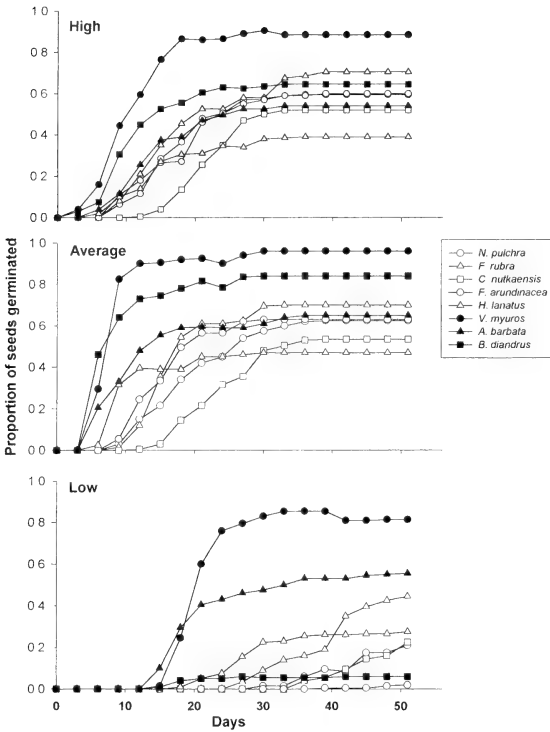 High
1.0
0.8
0.6
0.4
0.2
0.0
Average
1.0
0.8
0.6
0.4
0.2
0.0
Proportion of seeds germinated
N. pulchra
F rubra
C nutkaensis
F. arundinacea
H. lanatus
V. myuros
A. barbata
B. diandrus
Low
1 0
0.8
0.6
0 4
0.2
0 0
0 10 20 30 40 50
Days